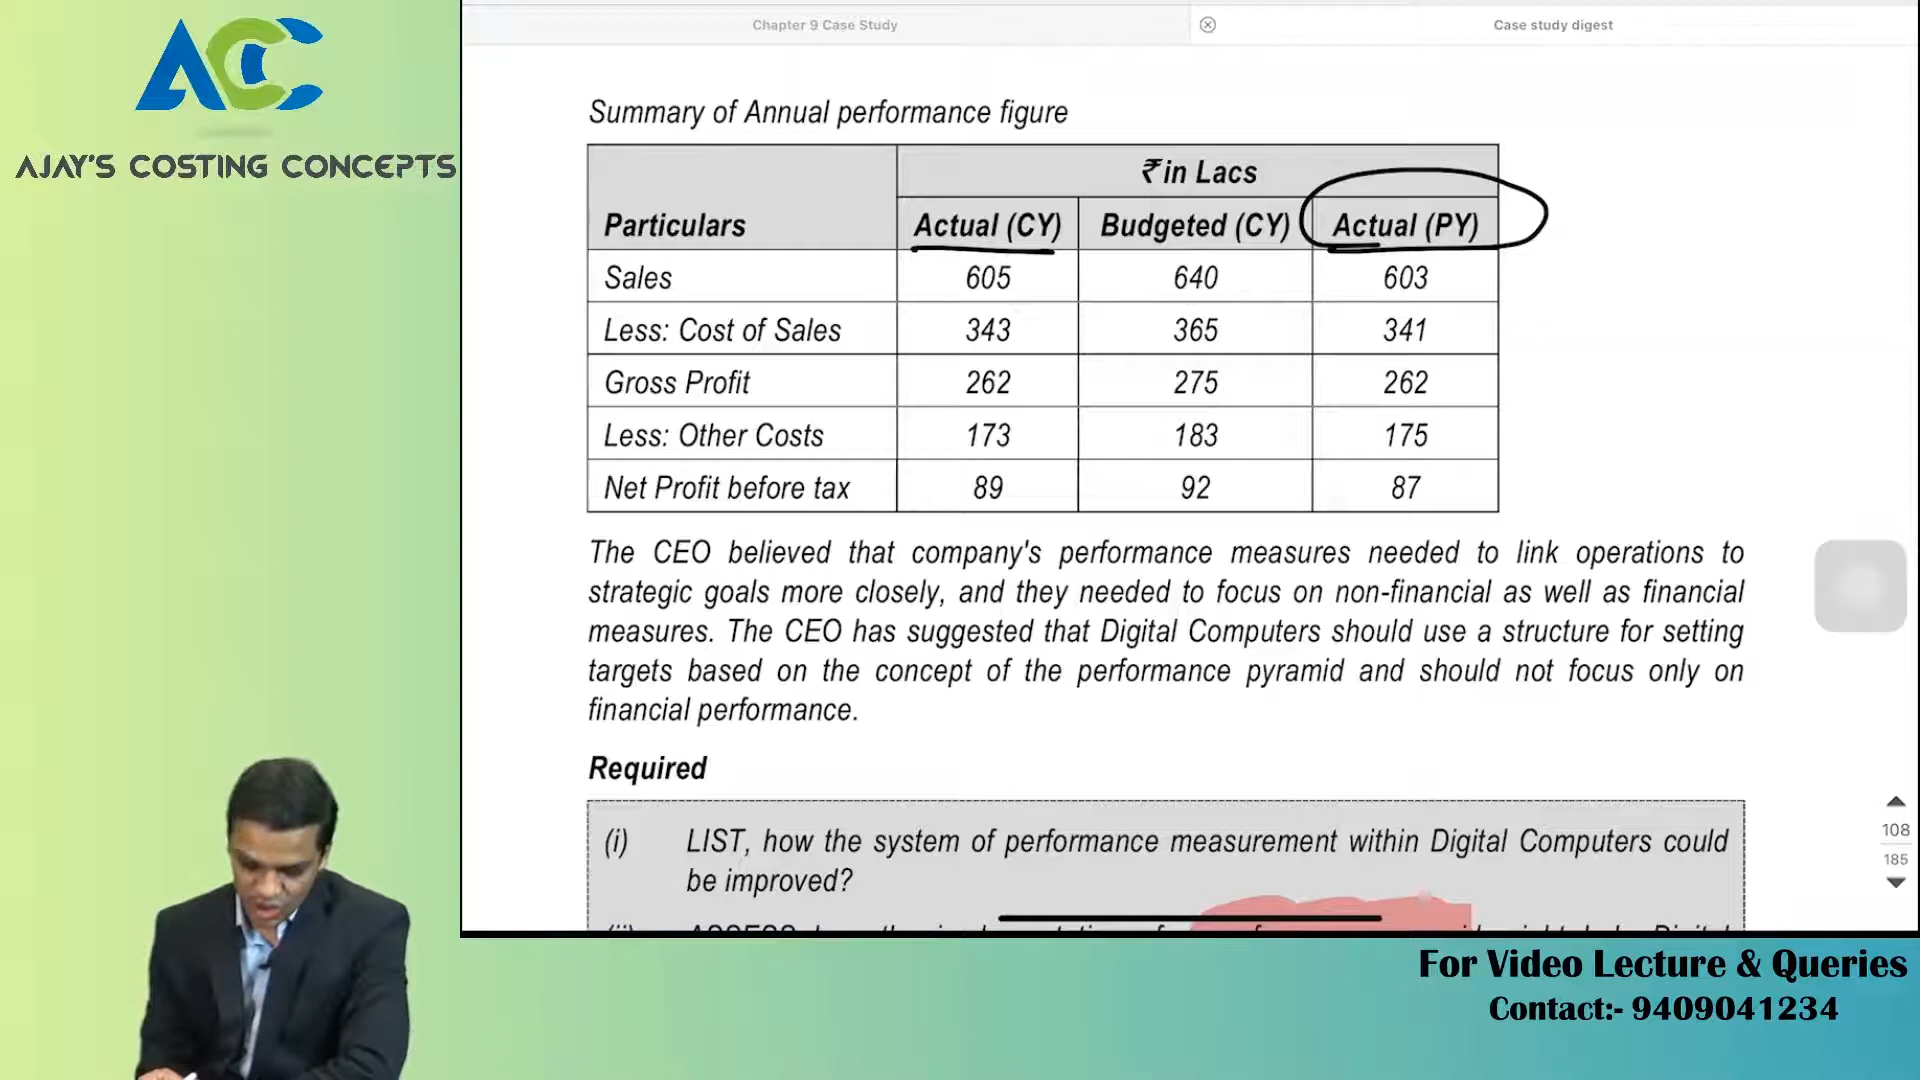 Chapter 9 Case Study
Case study digest
ACC
AJAY'S COSTING CONCEPTS
Summary of Annual performance figure
₹ in Lacs
Particulars Actual (CY) Budgeted (CY) Actual (PY)
Sales 605 640 603
Less: Cost of Sales 343 365 341
Gross Profit 262 275 262
Less: Other Costs 173 183 175
Net Profit before tax 89 92 87
The CEO believed that company's performance measures needed to link operations to
strategic goals more closely, and they needed to focus on non-financial as well as financial
measures. The CEO has suggested that Digital Computers should use a structure for setting
targets based on the concept of the performance pyramid and should not focus only on
financial performance.
Required
(i) LIST, how the system of performance measurement within Digital Computers could
be improved?
108
185
For Video Lecture & Queries
Contact:- 9409041234